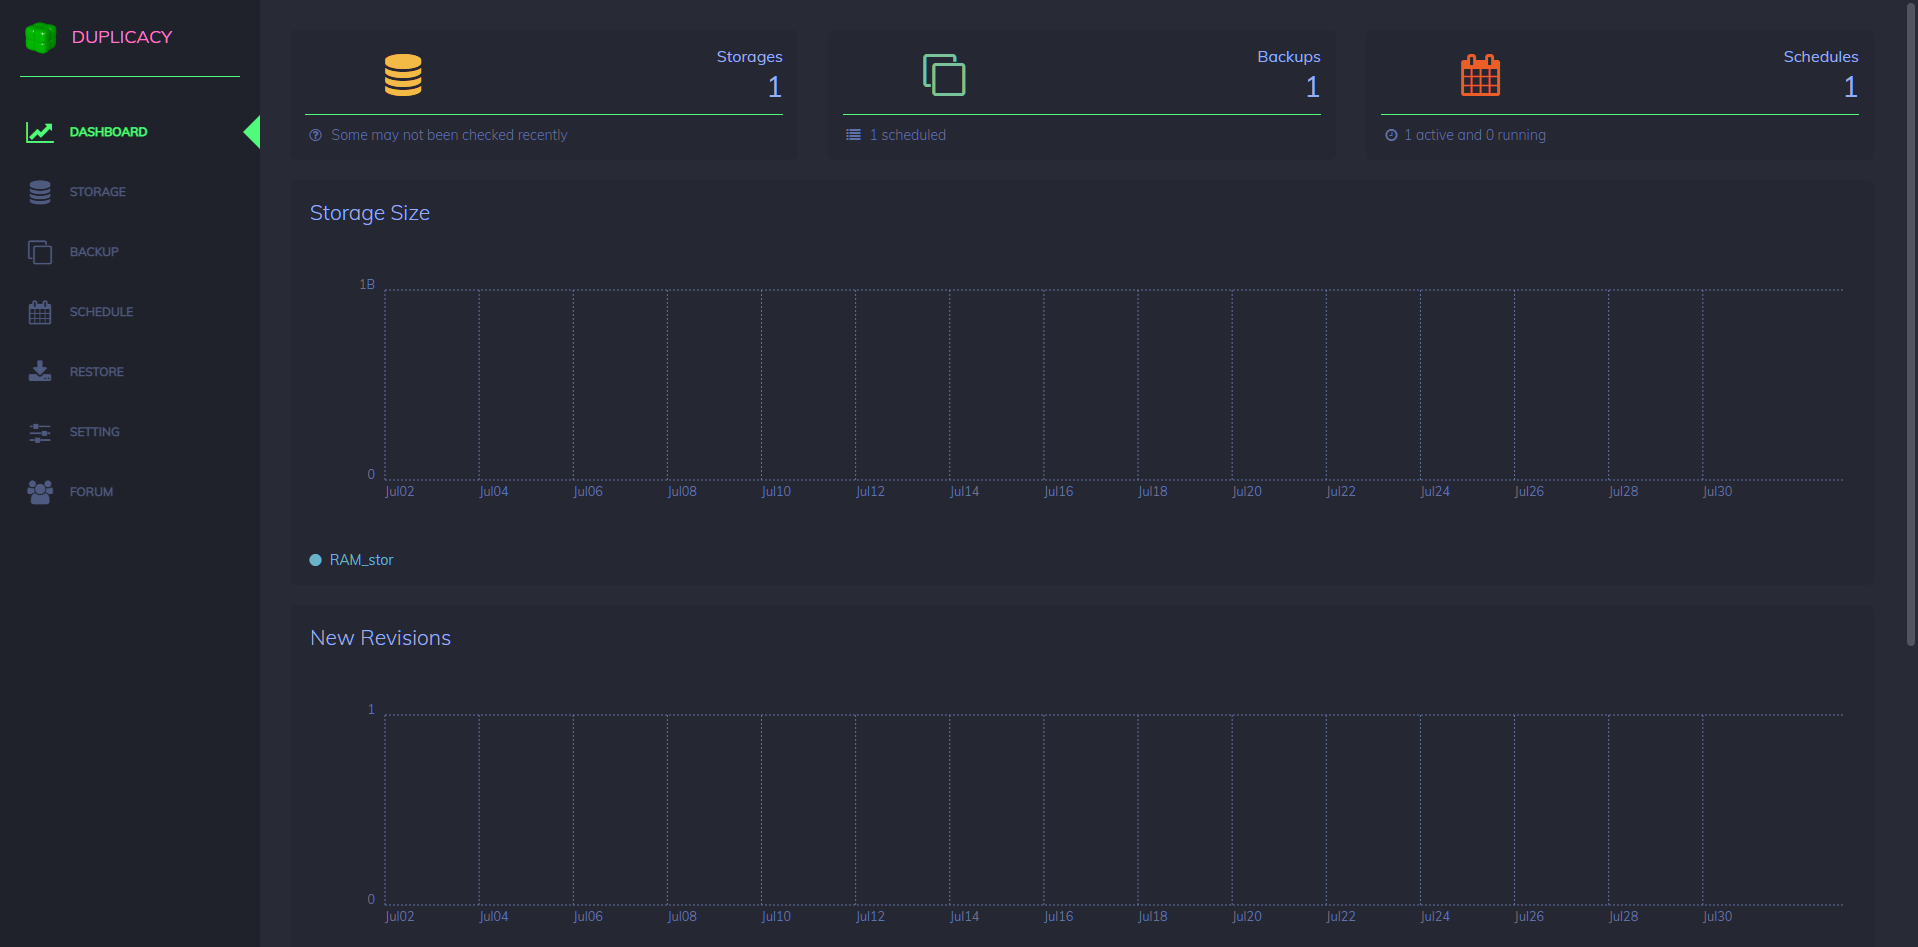 DUPLICACY
DASHBOARD
STORAGE
BACKUP
SCHEDULE
RESTORE
SETTING
FORUM
Storages
1
Some may not been checked recently
Backups
1
1 scheduled
Schedules
1
1 active and 0 running
Storage Size
1B
0
Jul02 Jul04 Jul06 Jul08 Jul10 Jul12 Jul14 Jul16 Jul18 Jul20 Jul22 Jul24 Jul26 Jul28 Jul30
RAM_stor
New Revisions
1
0
Jul02 Jul04 Jul06 Jul08 Jul10 Jul12 Jul14 Jul16 Jul18 Jul20 Jul22 Jul24 Jul26 Jul28 Jul30